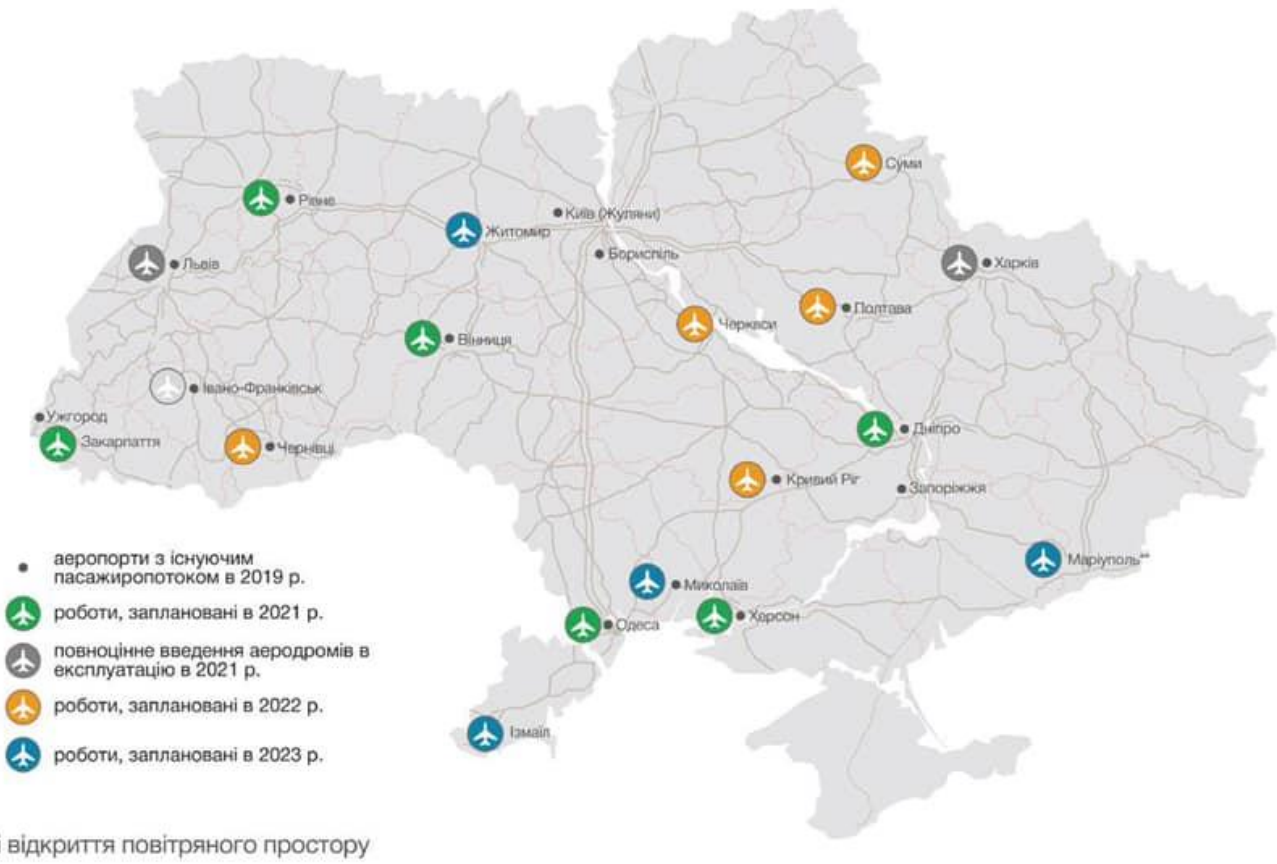 Суми
Рівне
Київ (Жуляни)
Житомир
Бориспіль
Львів
Харків
Полтава
Черкаси
Вінниця
Івано-Франківськ
Ужгород
Закарпаття
Чернівці
Дніпро
Кривий Ріг
Запоріжжя
Маріуполь**
Миколаїв
Херсон
Одеса
Ізмаїл
аеропорти з існуючим
пасажиропотоком в 2019 р.
роботи, заплановані в 2021 р.
повноцінне введення аеродромів в
експлуатацію в 2021 р.
роботи, заплановані в 2022 р.
роботи, заплановані в 2023 р.
і відкриття повітряного простору